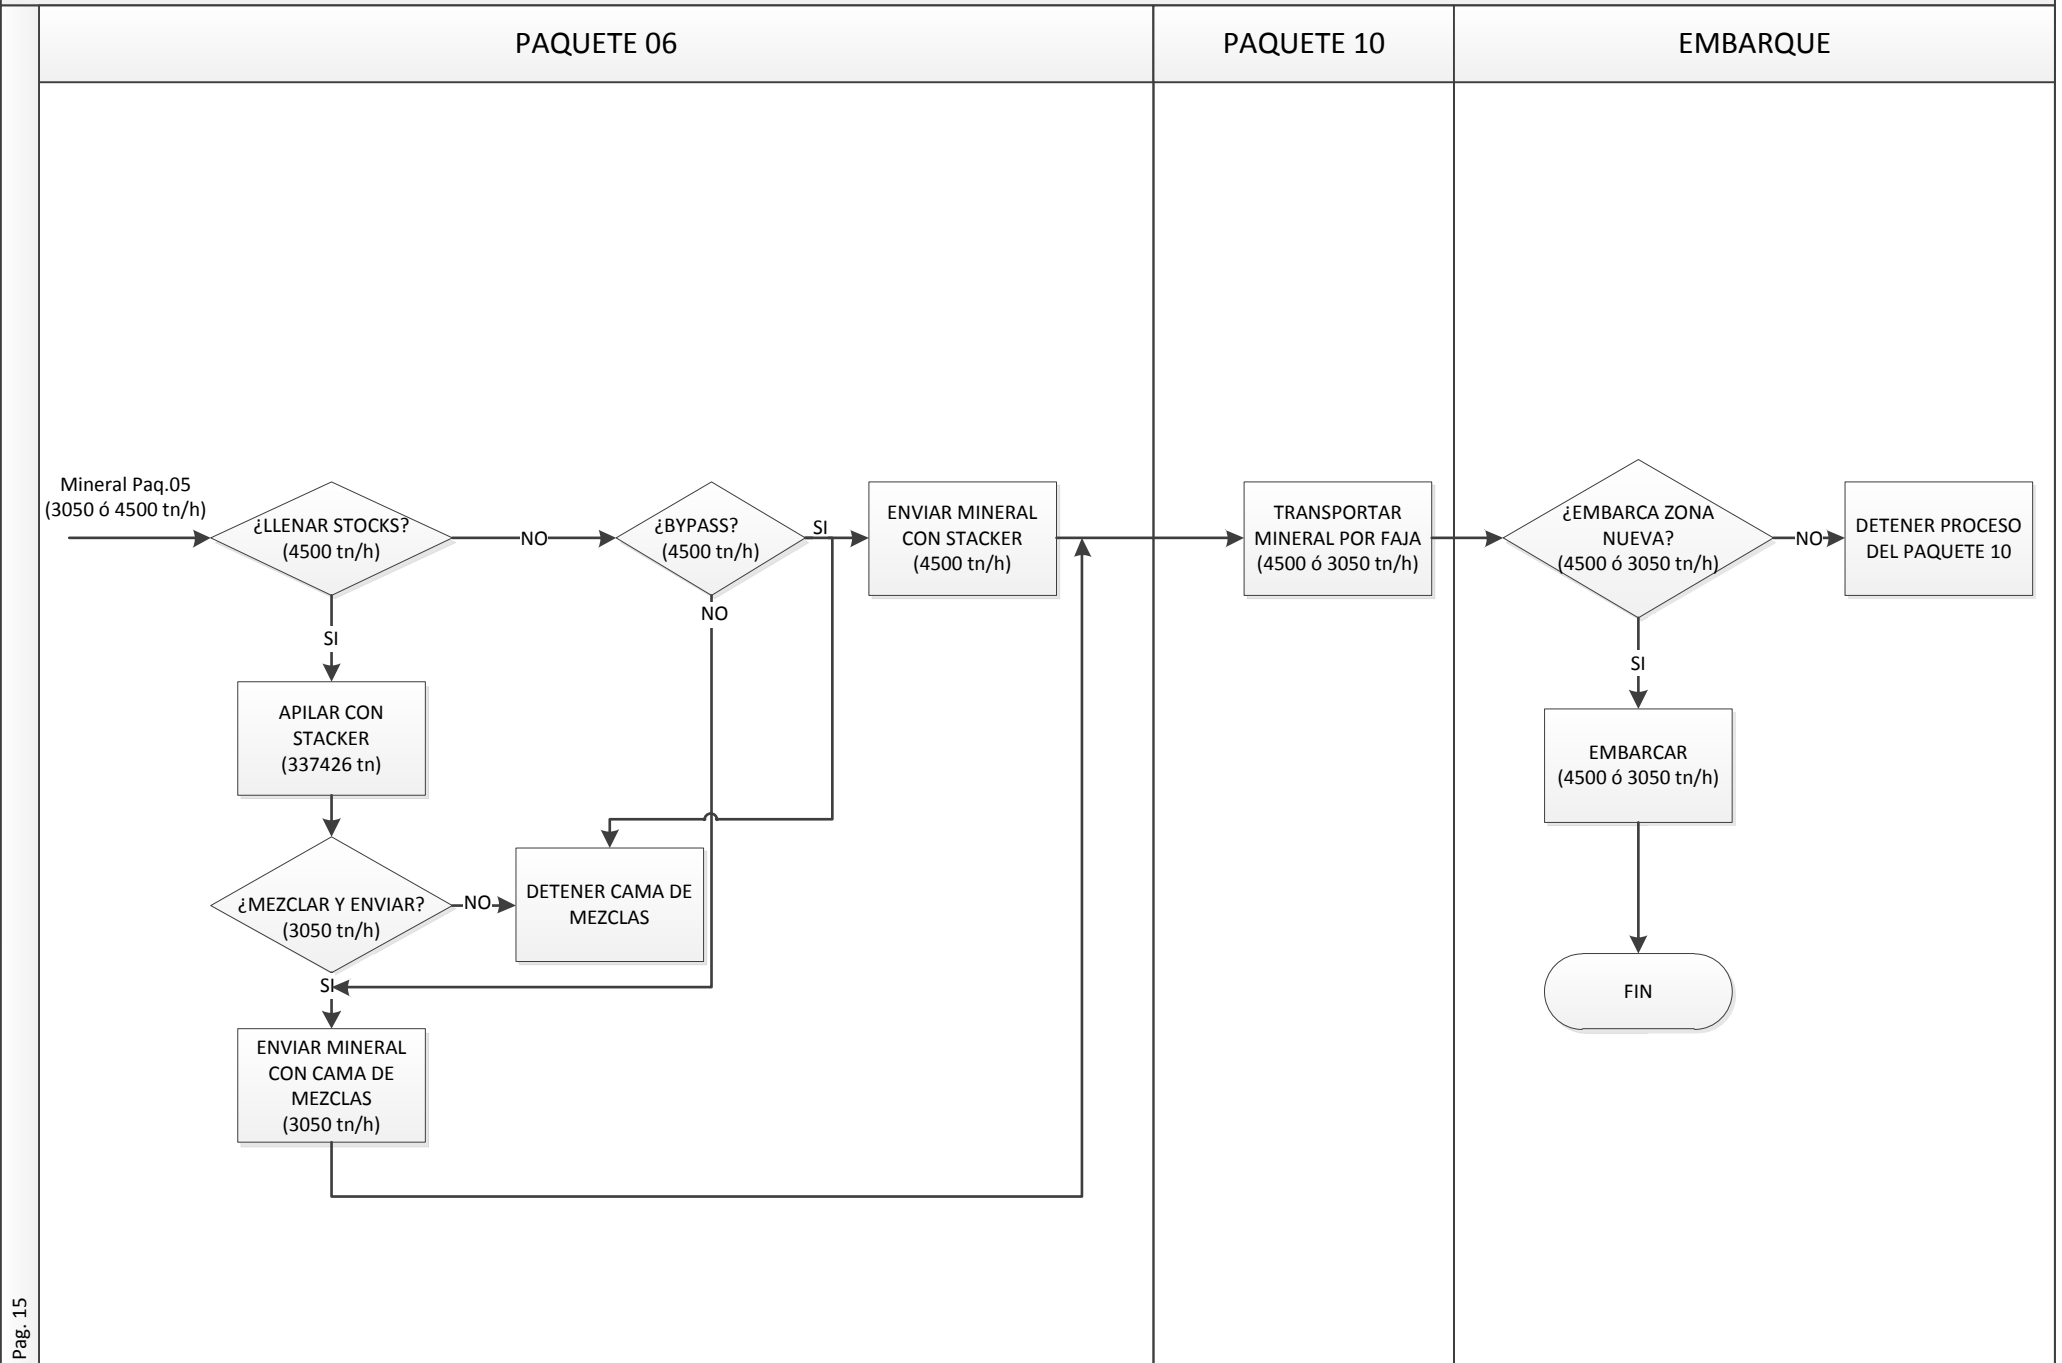 PAQUETE 06
PAQUETE 10
EMBARQUE
Mineral Paq.05
(3050 ó 4500 tn/h)
¿LLENAR STOCKS?
(4500 tn/h)
NO
¿BYPASS?
(4500 tn/h)
SI
NO
ENVIAR MINERAL
CON STACKER
(4500 tn/h)
TRANSPORTAR
MINERAL POR FAJA
(4500 ó 3050 tn/h)
¿EMBARCA ZONA
NUEVA?
(4500 ó 3050 tn/h)
NO
DETENER PROCESO
DEL PAQUETE 10
SI
APILAR CON
STACKER
(337426 tn)
SI
EMBARCAR
(4500 ó 3050 tn/h)
¿MEZCLAR Y ENVIAR?
(3050 tn/h)
NO
DETENER CAMA DE
MEZCLAS
SI
ENVIAR MINERAL
CON CAMA DE
MEZCLAS
(3050 tn/h)
FIN
Pag. 15